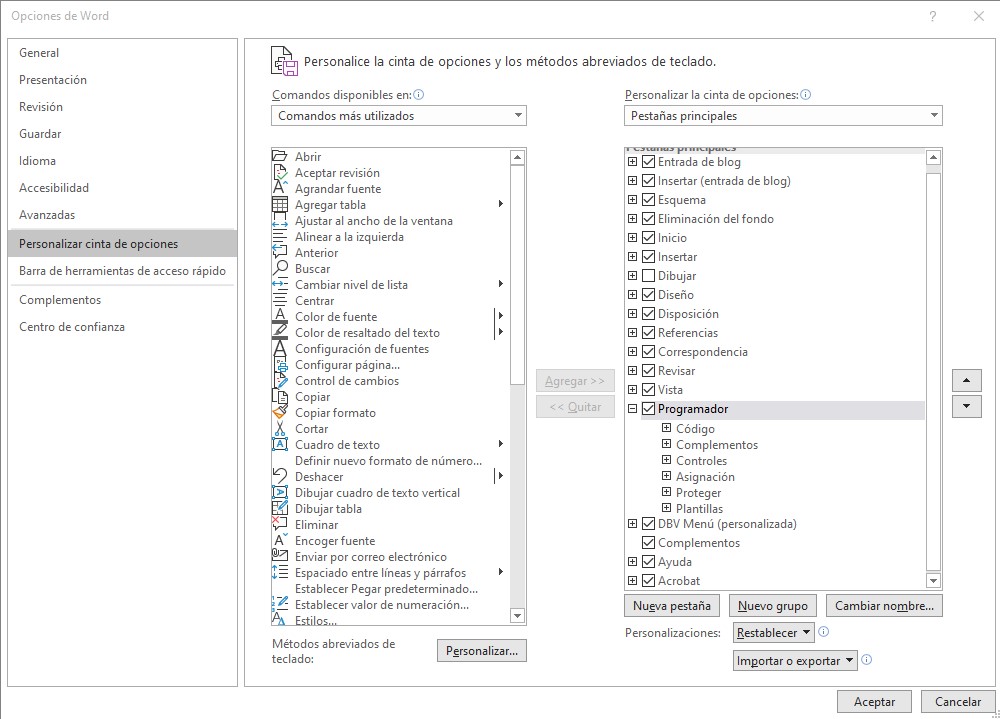 Opciones de Word
?
General
Presentación
Revisión
Guardar
Idioma
Accesibilidad
Avanzadas
Personalizar cinta de opciones
Barra de herramientas de acceso rápido
Complementos
Centro de confianza
Personalice la cinta de opciones y los métodos abreviados de teclado.
Comandos disponibles en:
Comandos más utilizados
Abrir
Aceptar revisión
Agrandar fuente
Agregar tabla
Ajustar al ancho de la ventana
Alinear a la izquierda
Anterior
Buscar
Cambiar nivel de lista
Centrar
Color de fuente
Color de resaltado del texto
Configuración de fuentes
Configurar página...
Control de cambios
Copiar
Copiar formato
Cortar
Cuadro de texto
Definir nuevo formato de número...
Deshacer
Dibujar cuadro de texto vertical
Dibujar tabla
Eliminar
Encoger fuente
Enviar por correo electrónico
Espaciado entre líneas y párrafos
Establecer Pegar predeterminado...
Establecer valor de numeración...
Estilos...
Métodos abreviados de
teclado:
Personalizar...
Agregar >>
<< Quitar
Personalizar la cinta de opciones:
Pestañas principales
Pestañas principales
Entrada de blog
Insertar (entrada de blog)
Esquema
Eliminación del fondo
Inicio
Insertar
Dibujar
Diseño
Disposición
Referencias
Correspondencia
Revisar
Vista
Programador
Código
Complementos
Controles
Asignación
Proteger
Plantillas
DBV Menú (personalizada)
Complementos
Ayuda
Acrobat
Nueva pestaña
Nuevo grupo
Cambiar nombre...
Personalizaciones:
Restablecer
Importar o exportar
Aceptar
Cancelar